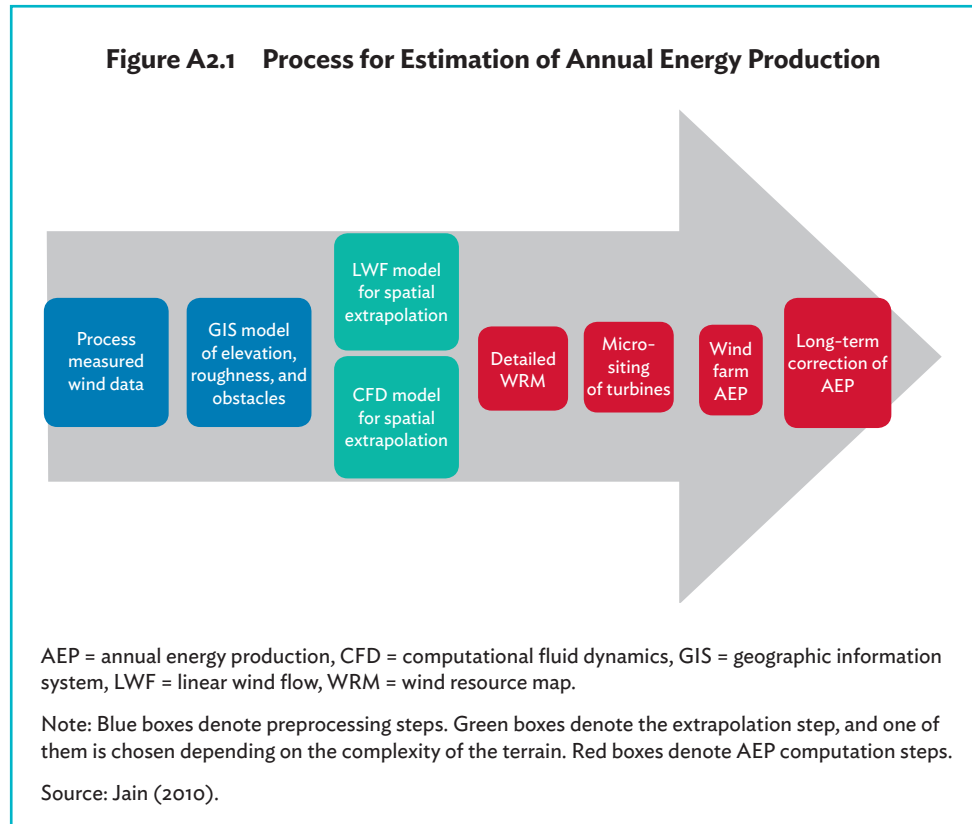 Figure A2.1 Process for Estimation of Annual Energy Production
Process
measured
wind data
GIS model
of elevation,
roughness, and
obstacles
LWF model
for spatial
extrapolation
CFD model
for spatial
extrapolation
Detailed
WRM
Micro-
siting
of turbines
Wind
farm
AEP
Long-term
correction of
AEP
AEP = annual energy production, CFD = computational fluid dynamics, GIS = geographic information
system, LWF = linear wind flow, WRM = wind resource map.
Note: Blue boxes denote preprocessing steps. Green boxes denote the extrapolation step, and one of
them is chosen depending on the complexity of the terrain. Red boxes denote AEP computation steps.
Source: Jain (2010).